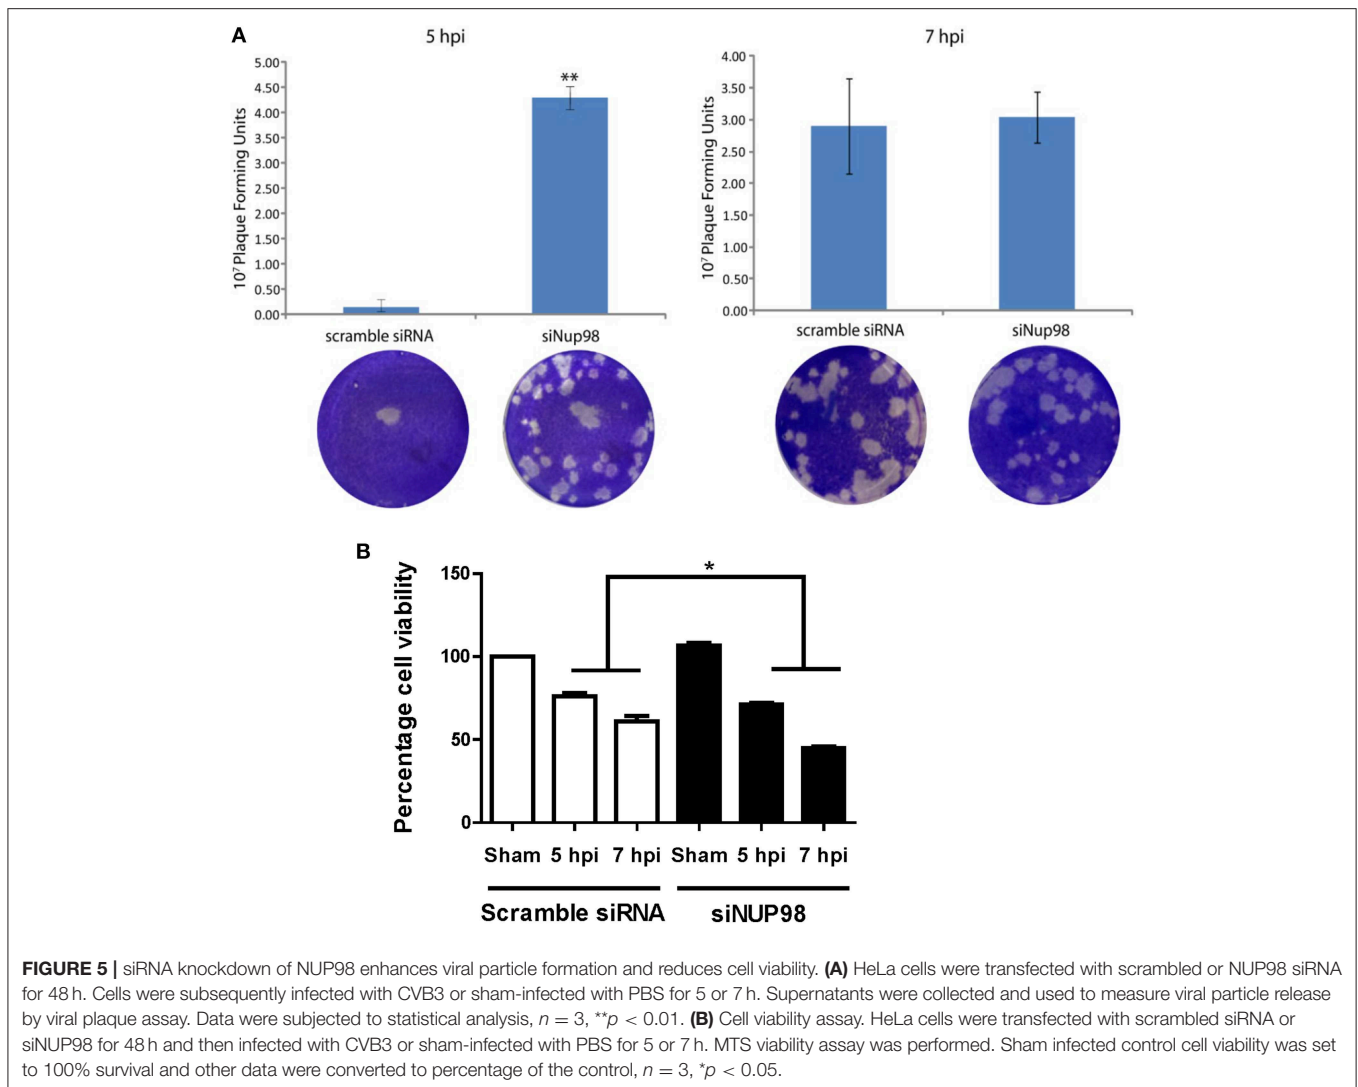 A
5 hpi
7 hpi
10⁷ Plaque Forming Units
5.00
4.50
4.00
3.50
3.00
2.50
2.00
1.50
1.00
0.50
0.00
**
scramble siRNA
siNup98
10⁷ Plaque Forming Units
4.00
3.50
3.00
2.50
2.00
1.50
1.00
0.50
0.00
scramble siRNA
siNup98
B
Percentage cell viability
150
100
50
0
*
Sham 5 hpi 7 hpi Sham 5 hpi 7 hpi
Scramble siRNA siNUP98
FIGURE 5 | siRNA knockdown of NUP98 enhances viral particle formation and reduces cell viability. (A) HeLa cells were transfected with scrambled or NUP98 siRNA
for 48 h. Cells were subsequently infected with CVB3 or sham-infected with PBS for 5 or 7 h. Supernatants were collected and used to measure viral particle release
by viral plaque assay. Data were subjected to statistical analysis, n = 3, **p < 0.01. (B) Cell viability assay. HeLa cells were transfected with scrambled siRNA or
siNUP98 for 48 h and then infected with CVB3 or sham-infected with PBS for 5 or 7 h. MTS viability assay was performed. Sham infected control cell viability was set
to 100% survival and other data were converted to percentage of the control, n = 3, *p < 0.05.